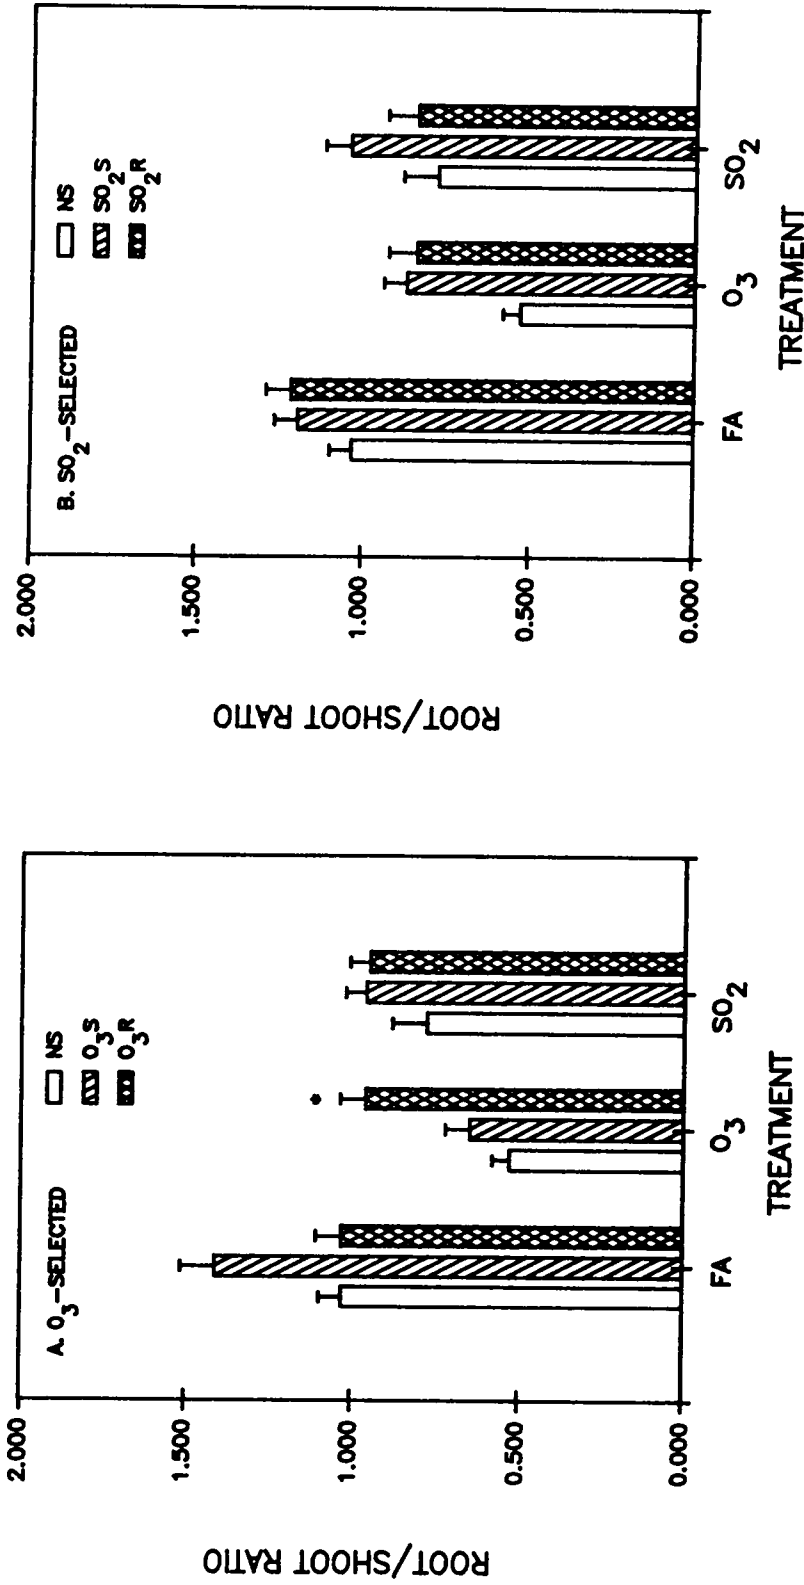 A. O3-SELECTED
NS
O3S
O3R
2.000
1.500
1.000
0.500
0.000
ROOT/SHOOT RATIO
*
FA
O3
SO2
TREATMENT
B. SO2-SELECTED
NS
SO2S
SO2R
2.000
1.500
1.000
0.500
0.000
ROOT/SHOOT RATIO
FA
O3
SO2
TREATMENT